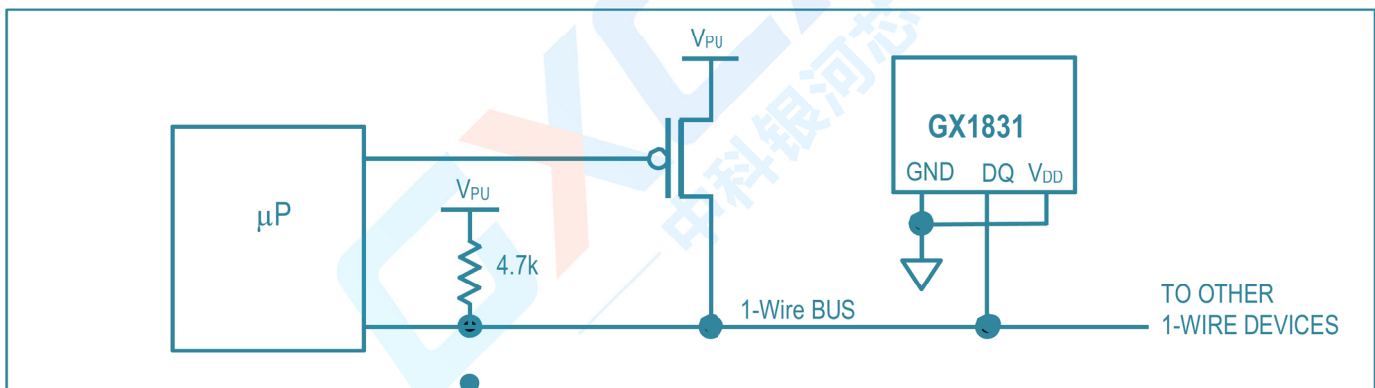 VPU
GX1831
GND DQ VDD
VPU
μP
4.7k
1-Wire BUS
TO OTHER
1-WIRE DEVICES
中科银河芯